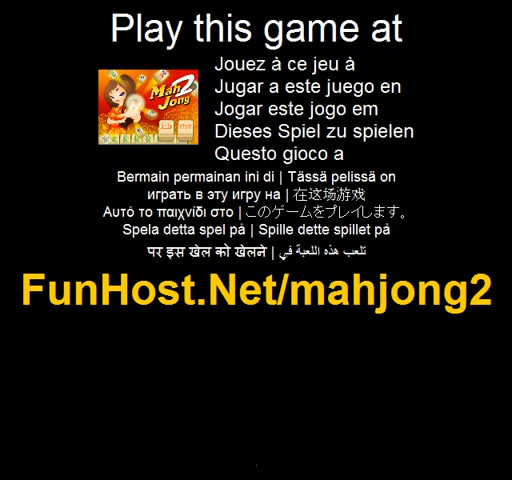 Play this game at
Mah Jong 2
Jouez à ce jeu à
Jugar a este juego en
Jogar este jogo em
Dieses Spiel zu spielen
Questo gioco a
Bermain permainan ini di | Tässä pelissä on
играть в эту игру на | 在这场游戏
Αυτό το παιχνίδι στο | このゲームをプレイします。
Spela detta spel på | Spille dette spillet på
पर इस खेल को खेलने | تلعب هذه اللعبة في
FunHost.Net/mahjong2